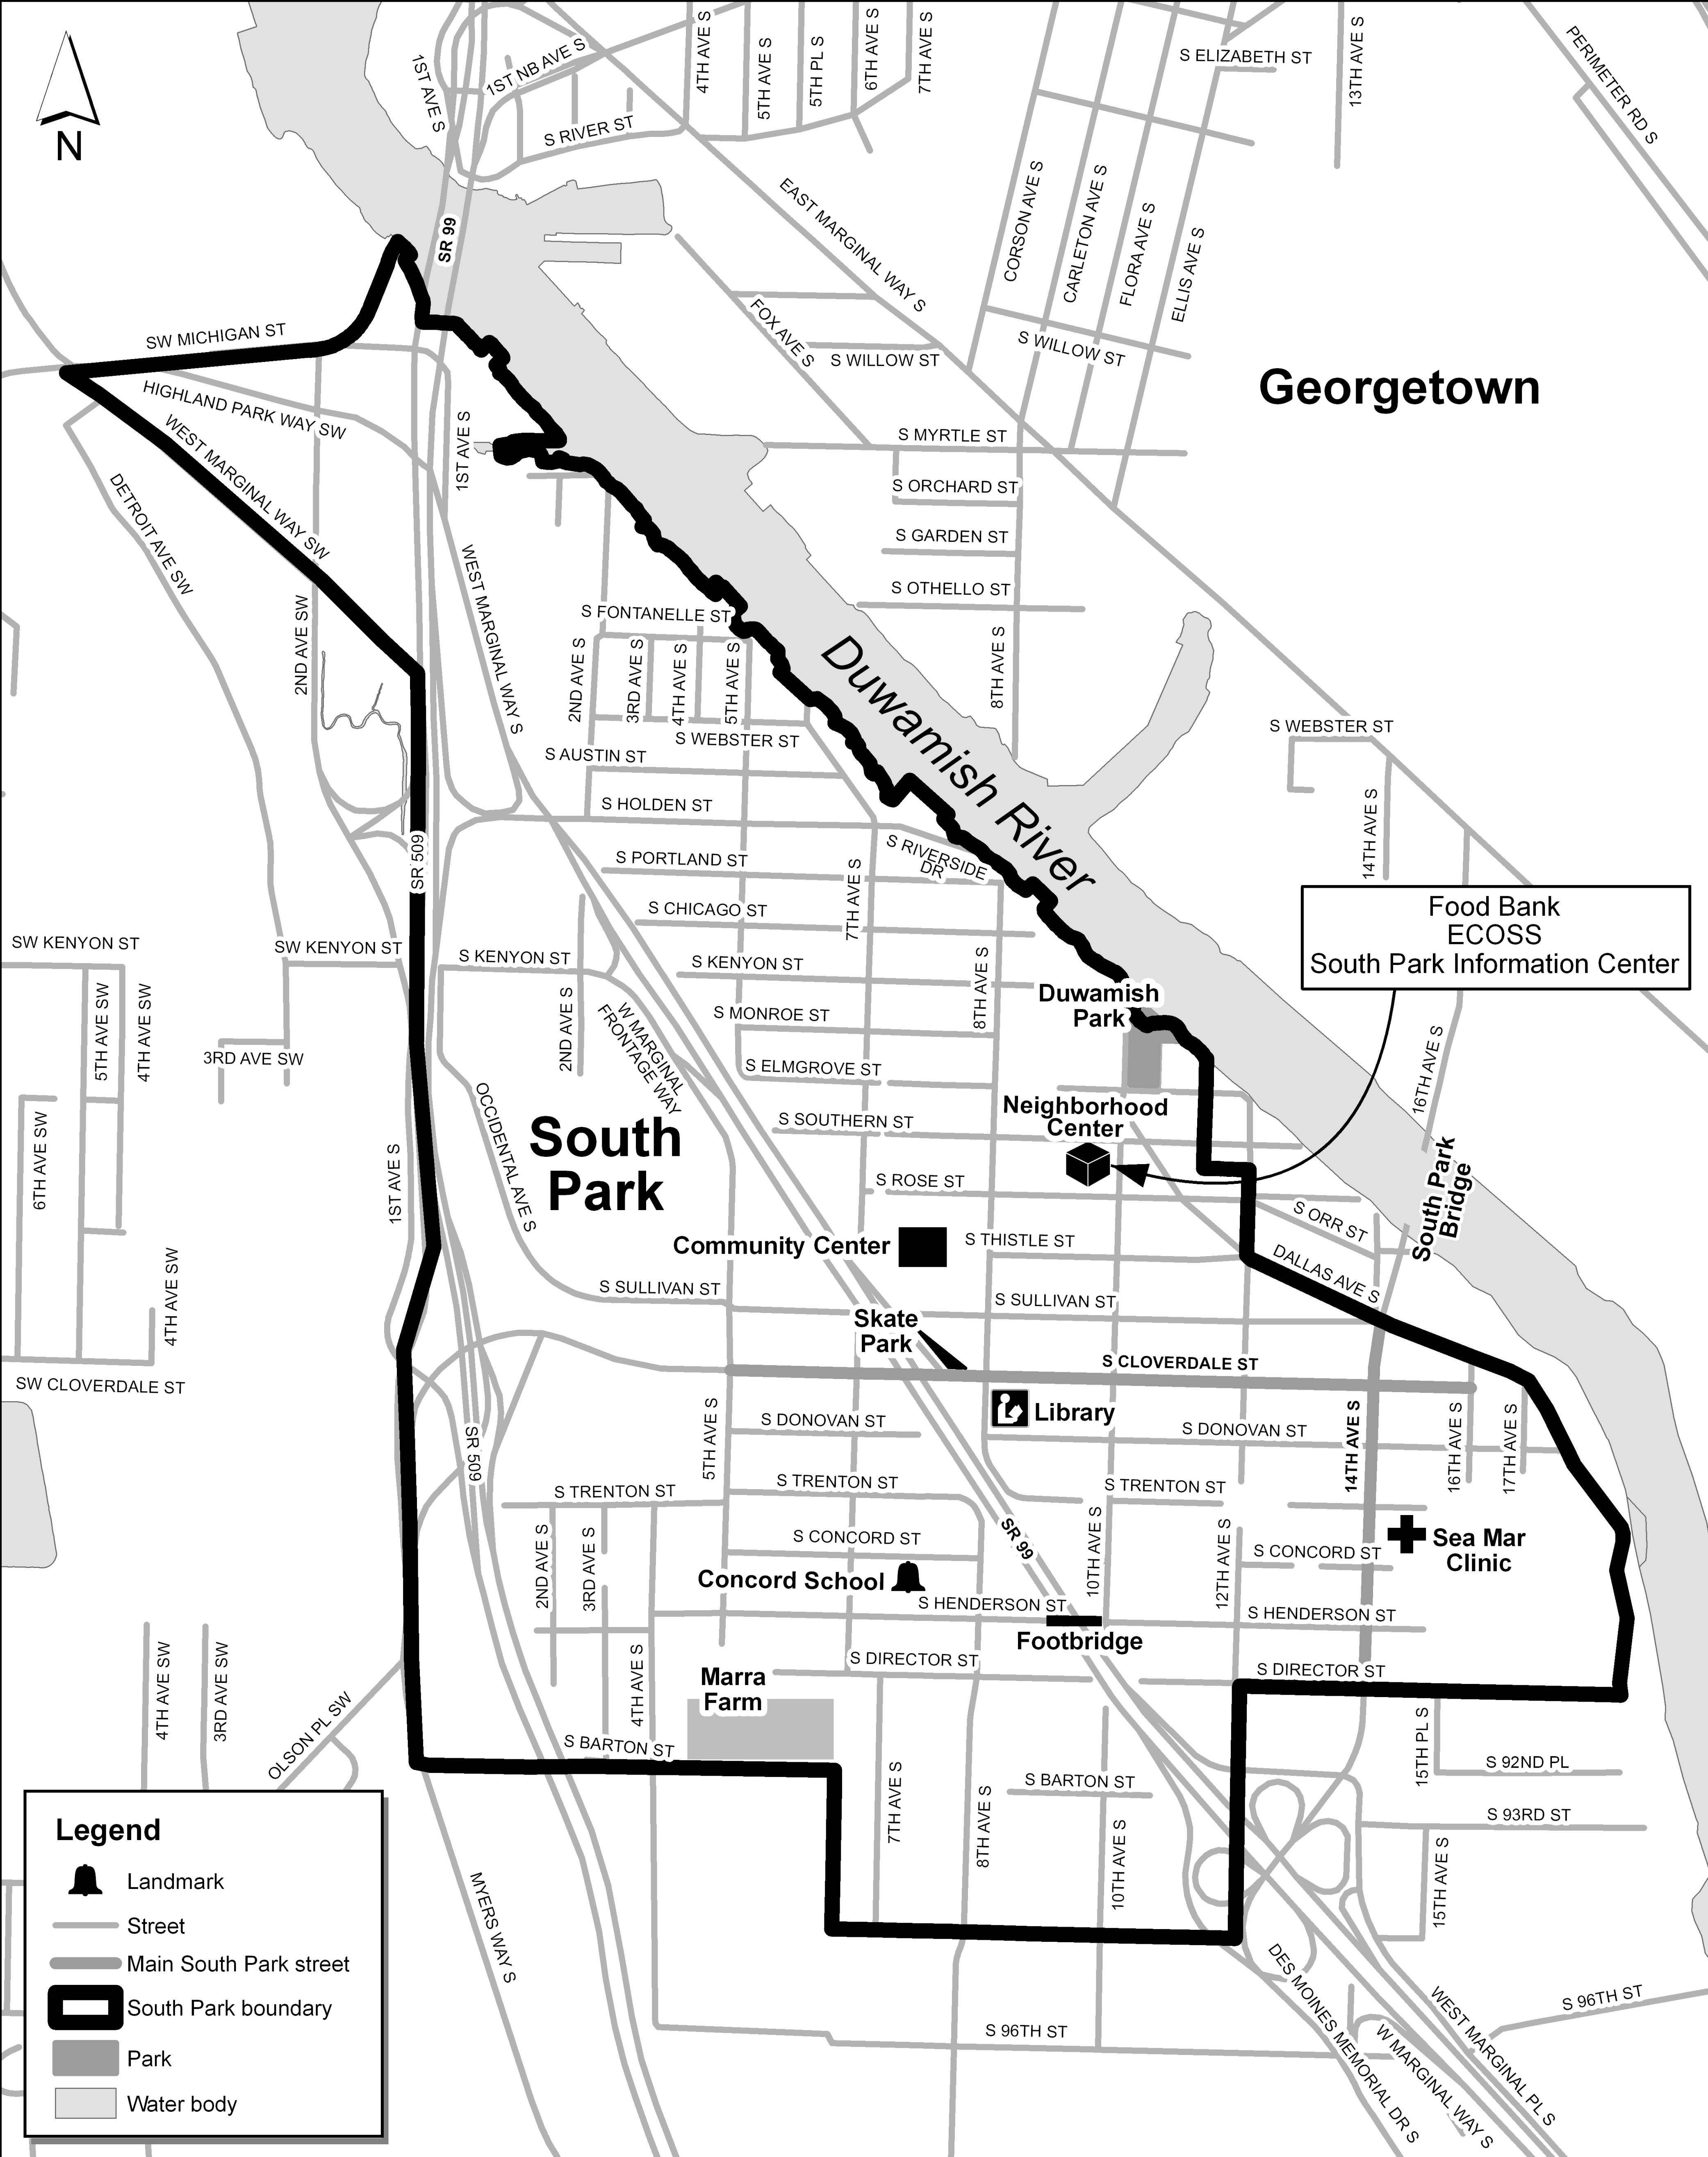 N
1ST AVE S
1ST NB AVE S
S RIVER ST
4TH AVE S
5TH AVE S
5TH PL S
6TH AVE S
7TH AVE S
S ELIZABETH ST
13TH AVE S
PERIMETER RD S
SR 99
EAST MARGINAL WAY S
CORSON AVE S
CARLETON AVE S
FLORA AVE S
ELLIS AVE S
SW MICHIGAN ST
FOX AVE S
S WILLOW ST
S WILLOW ST
Georgetown
HIGHLAND PARK WAY SW
WEST MARGINAL WAY SW
1ST AVE S
S MYRTLE ST
DETROIT AVE SW
S ORCHARD ST
S GARDEN ST
S OTHELLO ST
WEST MARGINAL WAY S
2ND AVE SW
S FONTANELLE ST
2ND AVE S
3RD AVE S
4TH AVE S
5TH AVE S
8TH AVE S
Duwamish River
S WEBSTER ST
S WEBSTER ST
S AUSTIN ST
S HOLDEN ST
14TH AVE S
SR 509
S PORTLAND ST
S RIVERSIDE
DR
7TH AVE S
S CHICAGO ST
Food Bank
ECOSS
South Park Information Center
SW KENYON ST
SW KENYON ST
S KENYON ST
S KENYON ST
8TH AVE S
Duwamish
Park
5TH AVE SW
4TH AVE SW
2ND AVE S
W MARGINAL
FRONTAGE WAY
S MONROE ST
3RD AVE SW
S ELMGROVE ST
16TH AVE S
6TH AVE SW
OCCIDENTAL AVE S
South
Park
Neighborhood
Center
S SOUTHERN ST
1ST AVE S
S ROSE ST
South Park
Bridge
S ORR ST
Community Center
S THISTLE ST
DALLAS AVE S
4TH AVE SW
S SULLIVAN ST
S SULLIVAN ST
Skate
Park
S CLOVERDALE ST
SW CLOVERDALE ST
Library
5TH AVE S
S DONOVAN ST
S DONOVAN ST
14TH AVE S
16TH AVE S
17TH AVE S
SR 509
S TRENTON ST
S TRENTON ST
S TRENTON ST
2ND AVE S
3RD AVE S
S CONCORD ST
SR 99
10TH AVE S
12TH AVE S
S CONCORD ST
Sea Mar
Clinic
Concord School
S HENDERSON ST
S HENDERSON ST
Footbridge
4TH AVE SW
3RD AVE SW
4TH AVE S
Marra
Farm
S DIRECTOR ST
S DIRECTOR ST
OLSON PL SW
S BARTON ST
S BARTON ST
7TH AVE S
8TH AVE S
10TH AVE S
15TH PL S
S 92ND PL
S 93RD ST
15TH AVE S
MYERS WAY S
DES MOINES MEMORIAL DR S
WEST MARGINAL PL S
W MARGINAL WAY S
S 96TH ST
S 96TH ST
Legend
Landmark
Street
Main South Park street
South Park boundary
Park
Water body